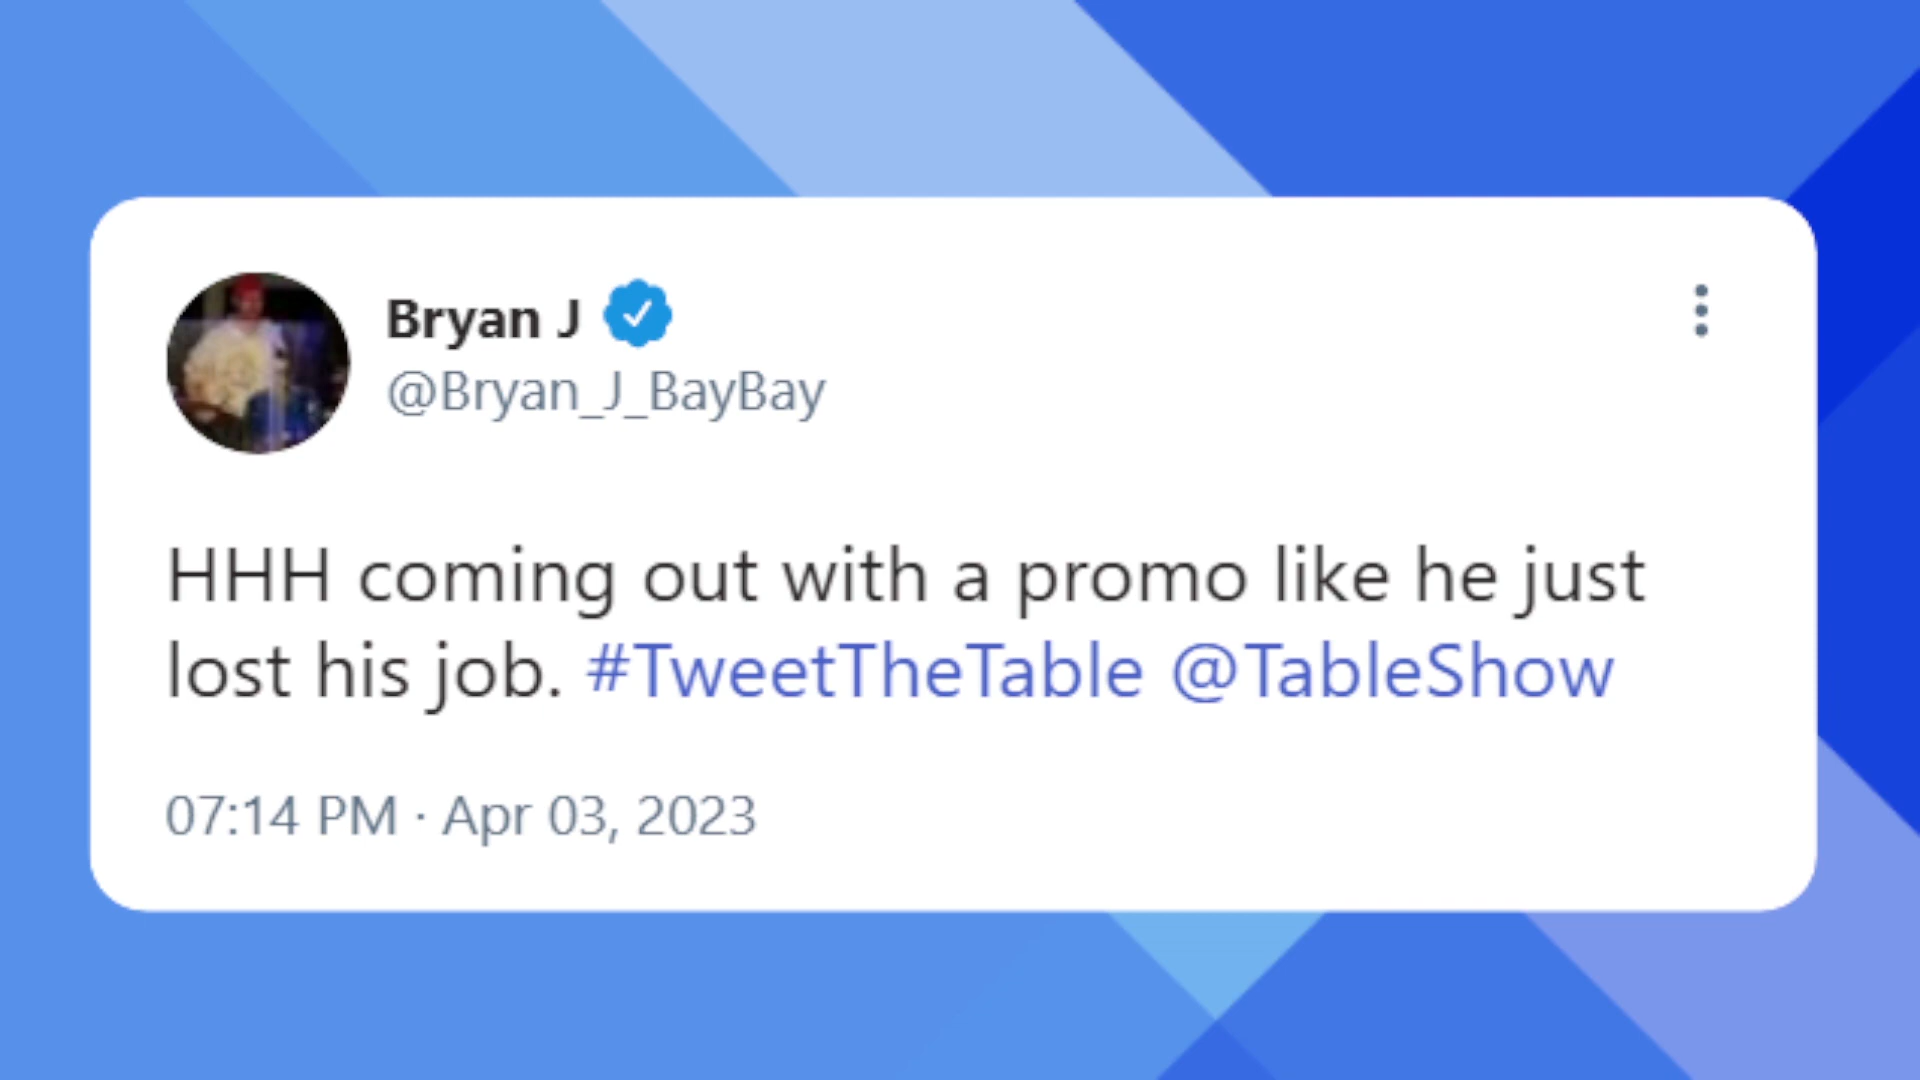 Bryan J
@Bryan_J_BayBay
HHH coming out with a promo like he just
lost his job. #TweetTheTable @TableShow
07:14 PM · Apr 03, 2023